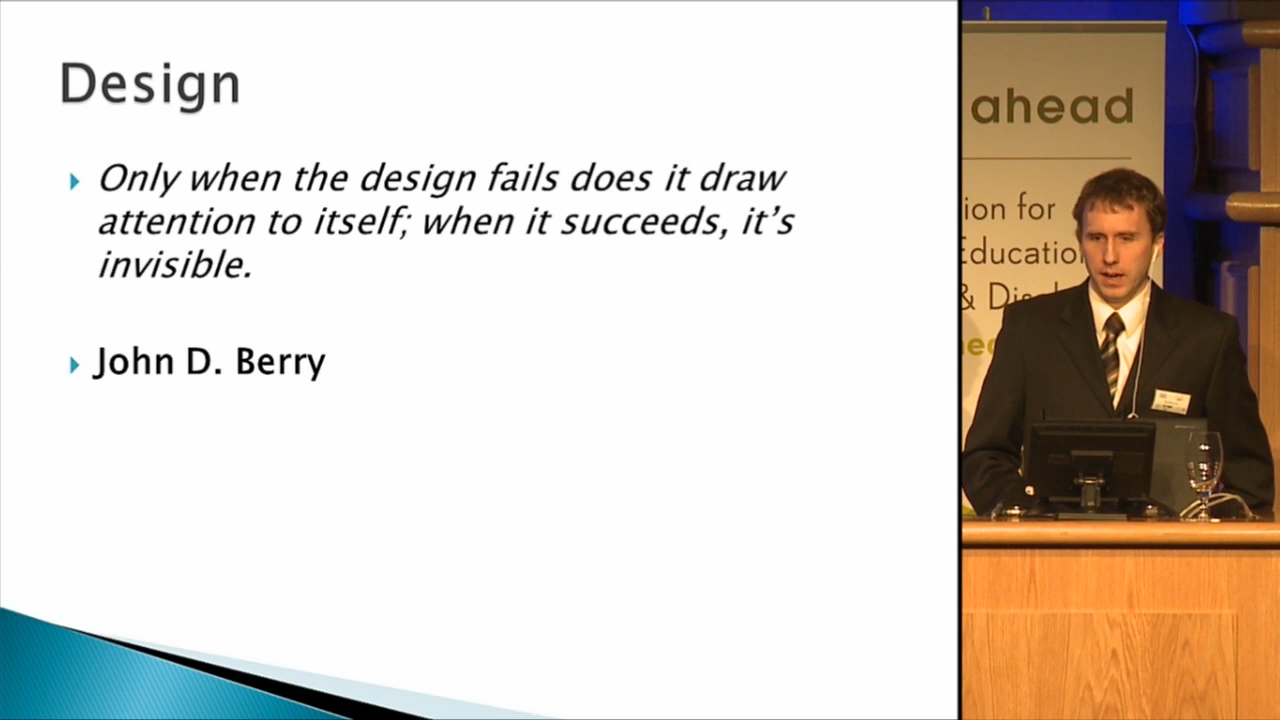 Design
Only when the design fails does it draw
attention to itself; when it succeeds, it’s
invisible.
John D. Berry
ahead
ion for
Educatio
&